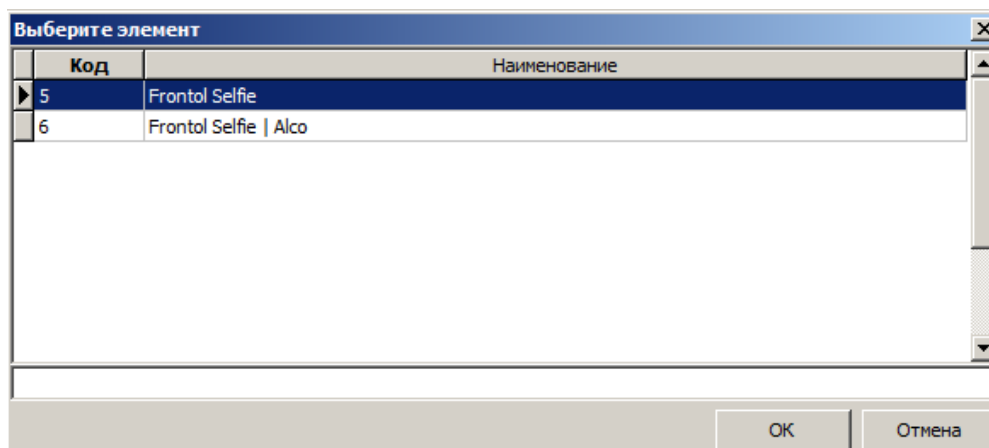 Выберите элемент
Код Наименование
5 Frontol Selfie
6 Frontol Selfie | Alco
OK Отмена